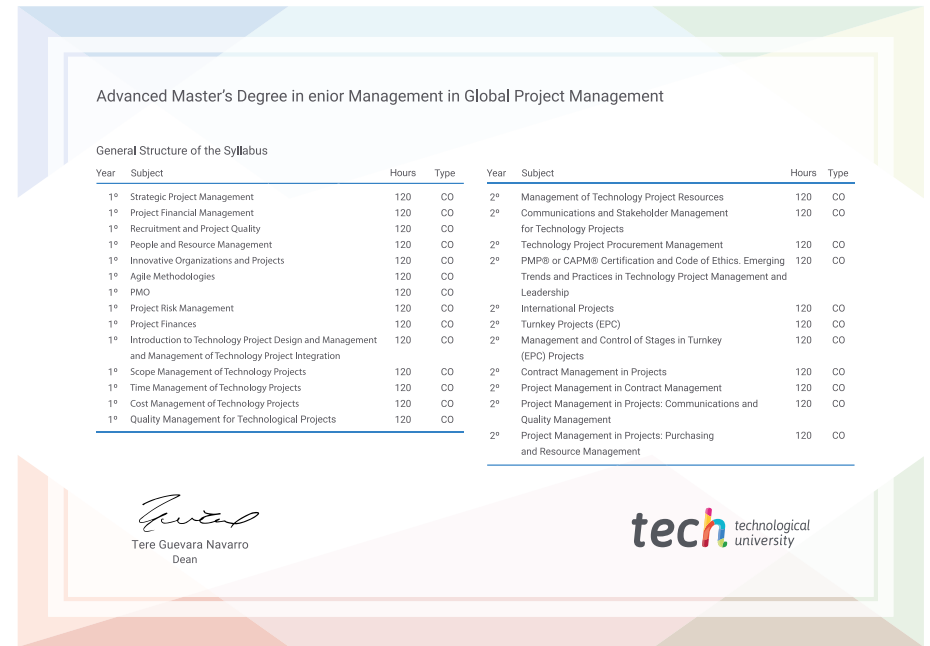 Advanced Master's Degree in enior Management in Global Project Management
General Structure of the Syllabus
Year Subject Hours Type
1º Strategic Project Management 120 CO
1º Project Financial Management 120 CO
1º Recruitment and Project Quality 120 CO
1º People and Resource Management 120 CO
1º Innovative Organizations and Projects 120 CO
1º Agile Methodologies 120 CO
1º PMO 120 CO
1º Project Risk Management 120 CO
1º Project Finances 120 CO
1º Introduction to Technology Project Design and Management 120 CO
and Management of Technology Project Integration
1º Scope Management of Technology Projects 120 CO
1º Time Management of Technology Projects 120 CO
1º Cost Management of Technology Projects 120 CO
1º Quality Management for Technological Projects 120 CO
Year Subject Hours Type
2º Management of Technology Project Resources 120 CO
2º Communications and Stakeholder Management 120 CO
for Technology Projects
2º Technology Project Procurement Management 120 CO
2º PMP® or CAPM® Certification and Code of Ethics. Emerging 120 CO
Trends and Practices in Technology Project Management and
Leadership
2º International Projects 120 CO
2º Turnkey Projects (EPC) 120 CO
2º Management and Control of Stages in Turnkey 120 CO
(EPC) Projects
2º Contract Management in Projects 120 CO
2º Project Management in Contract Management 120 CO
2º Project Management in Projects: Communications and 120 CO
Quality Management
2º Project Management in Projects: Purchasing 120 CO
and Resource Management
Tere Guevara Navarro
Dean
tech technological
university